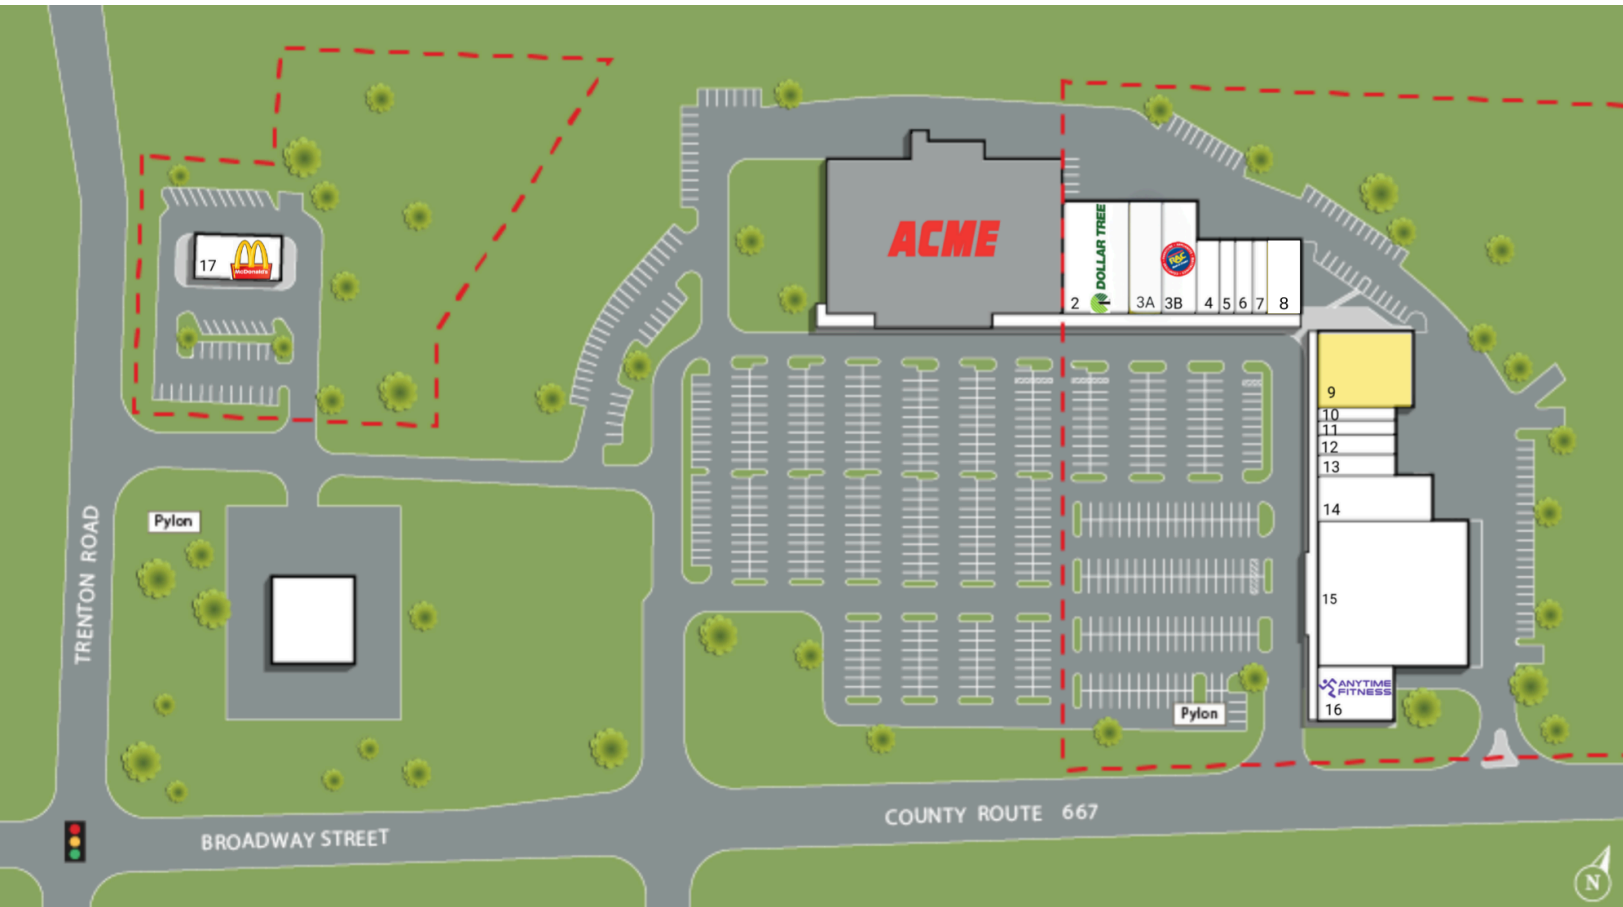 17
McDonald's
ACME
2
DOLLAR TREE
3A
RAC
3B
4
5
6
7
8
9
10
11
12
13
14
15
ANYTIME
FITNESS
16
Pylon
Pylon
TRENTON ROAD
BROADWAY STREET
COUNTY ROUTE 667
N